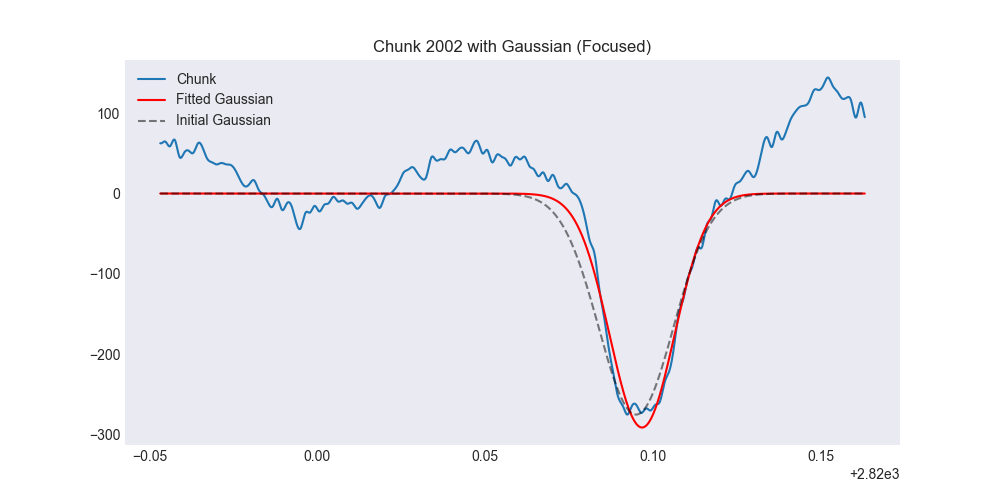 Chunk 2002 with Gaussian (Focused)
Chunk
Fitted Gaussian
Initial Gaussian
100
0
−100
−200
−300
−0.05
0.00
0.05
0.10
0.15
+2.82e3